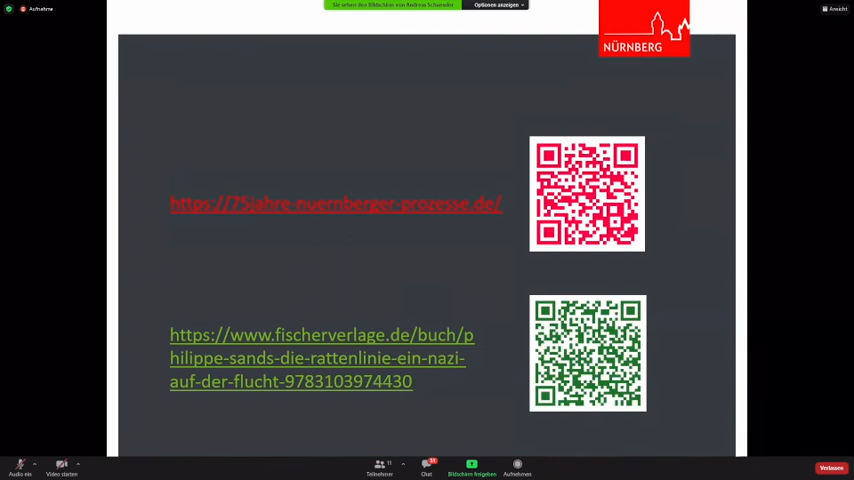 Aufnahme
Sie sehen den Bildschirm von Andreas
Optionen anzeigen
Ansicht
NÜRNBERG
https://75jahre-nuernberger-prozesse.de/
https://www.fischerverlage.de/buch/p
hilippe-sands-die-rattenlinie-ein-nazi-
auf-der-flucht-9783103974430
Audio ein
Video starten
Teilnehmer
11
Chat
Bildschirm freigeben
Aufnehmen
Verlassen